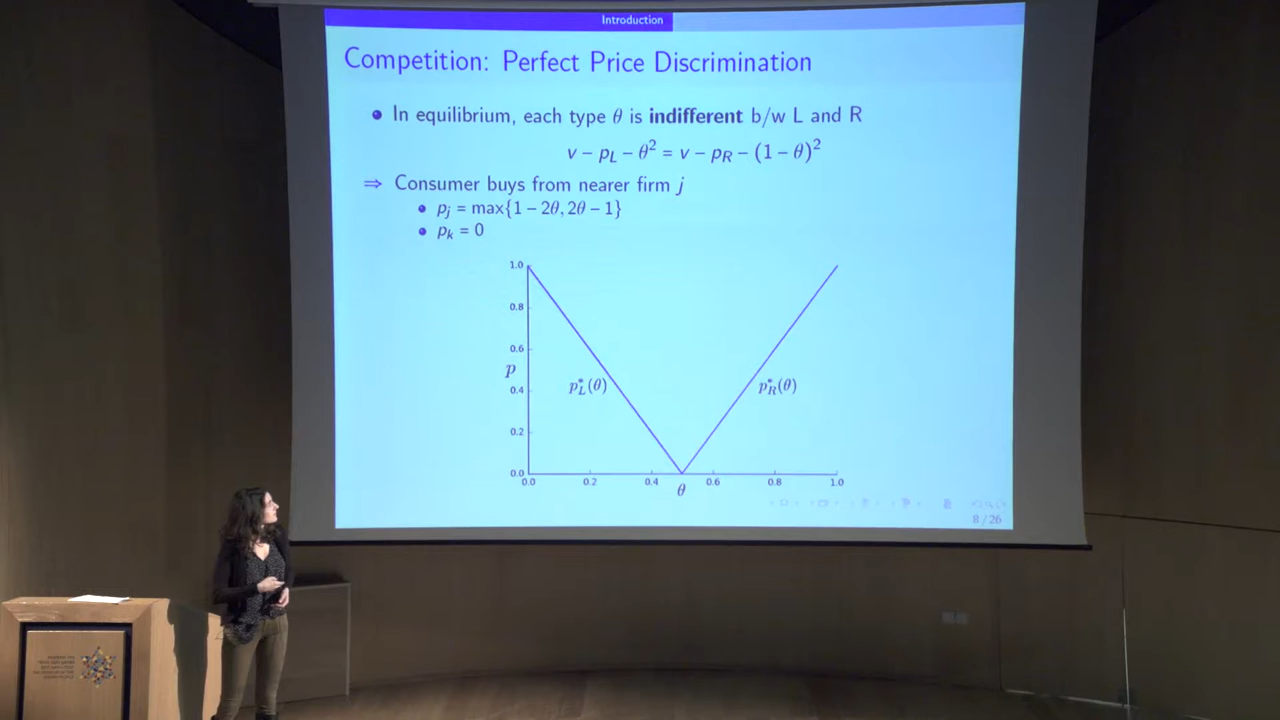 Introduction
Competition: Perfect Price Discrimination
• In equilibrium, each type θ is indifferent b/w L and R
v − p_L − θ² = v − p_R − (1 − θ)²
⇒ Consumer buys from nearer firm j
• p_j = max{1 − 2θ, 2θ − 1}
• p_k = 0
1.0
0.8
0.6
p
0.4
p*_L(θ)
p*_R(θ)
0.2
0.0
0.0 0.2 0.4 0.6 0.8 1.0
θ
8 / 26